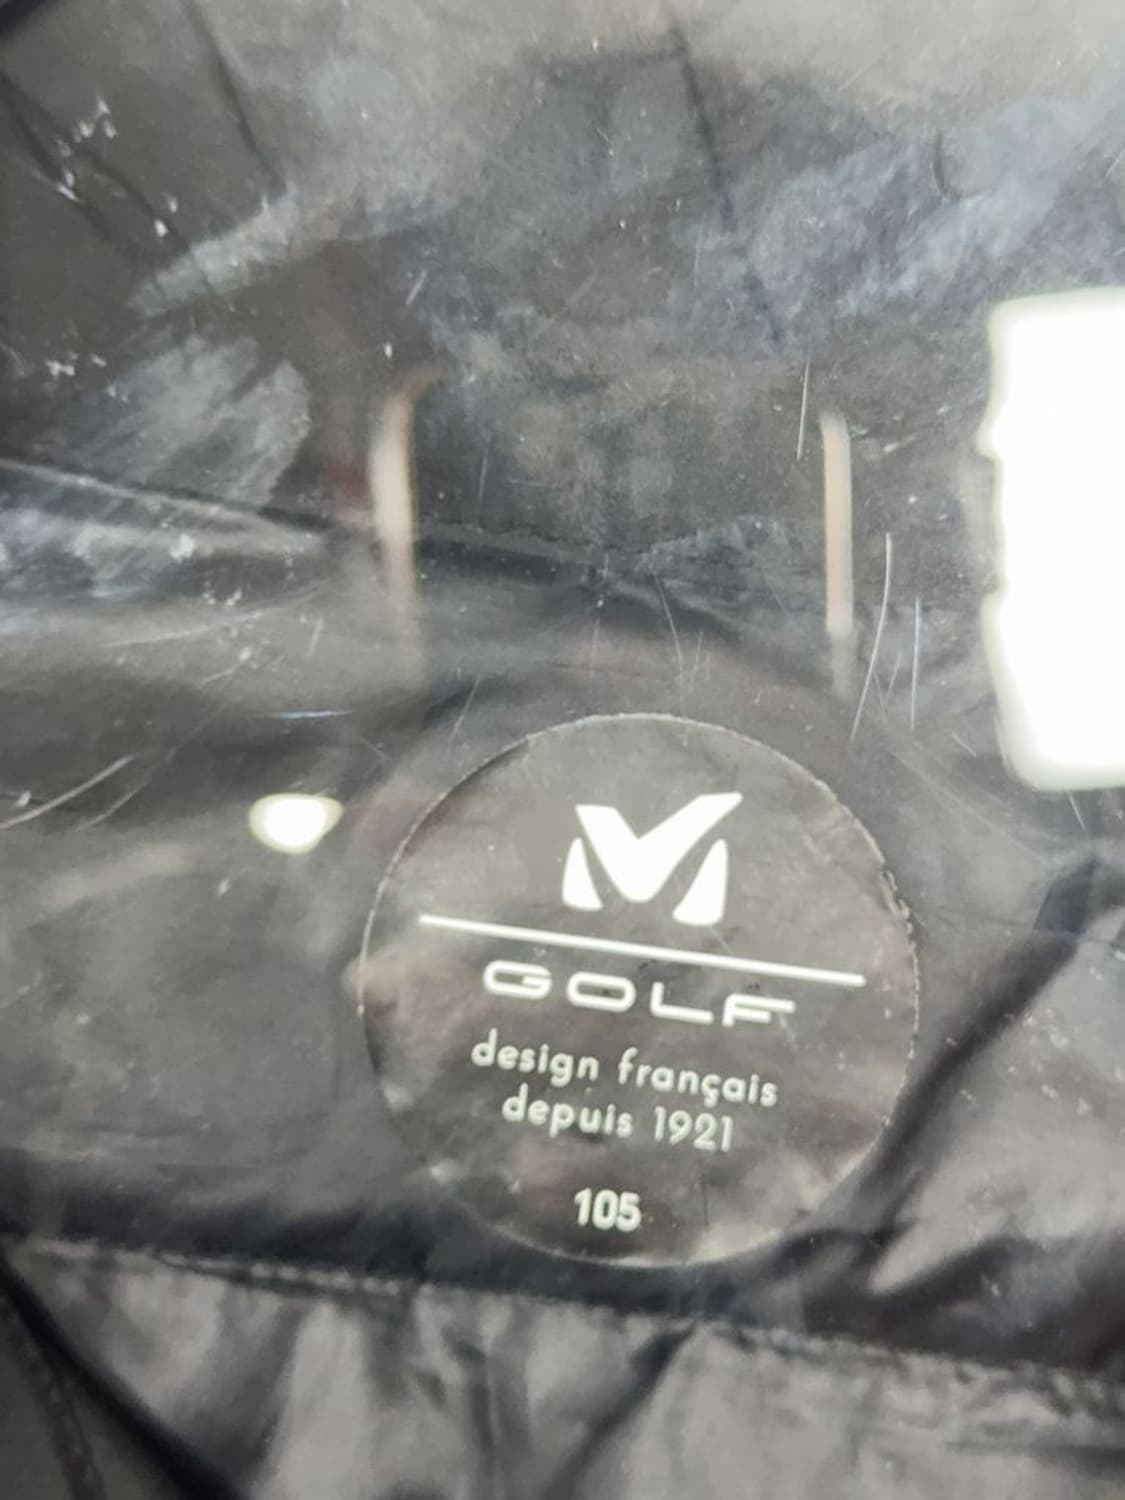 M
GOLF
design français
depuis 1921
105